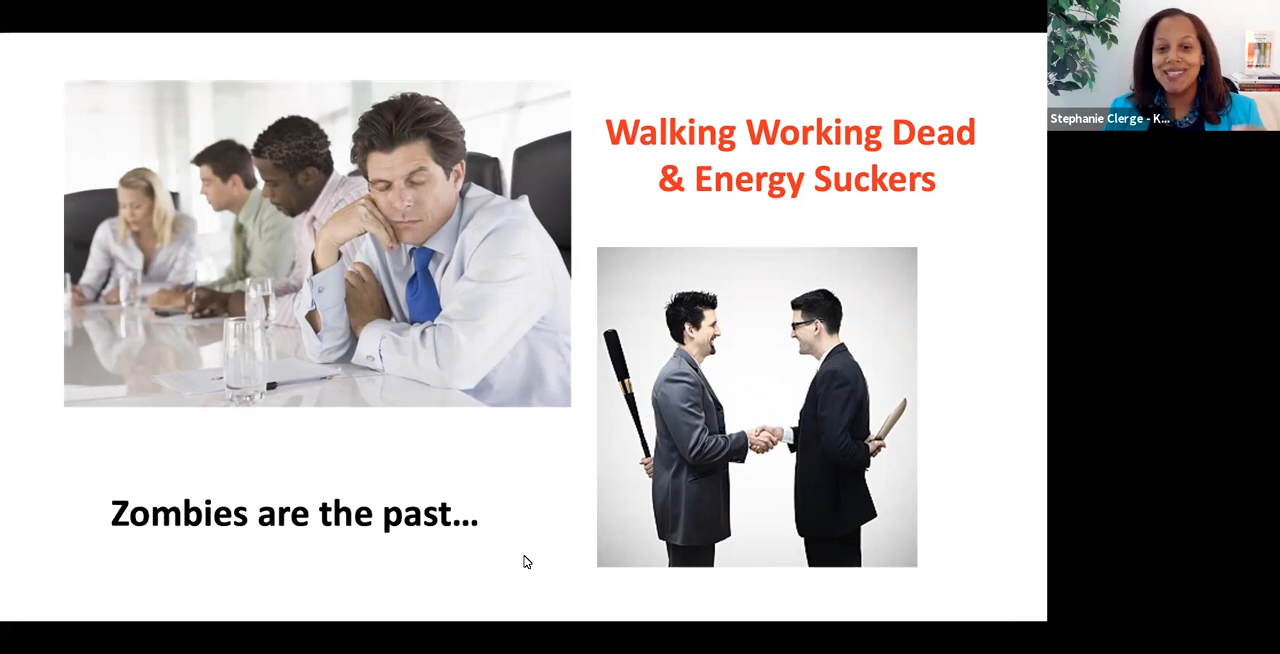 Walking Working Dead
& Energy Suckers
Zombies are the past...
Stephanie Clerge - K...